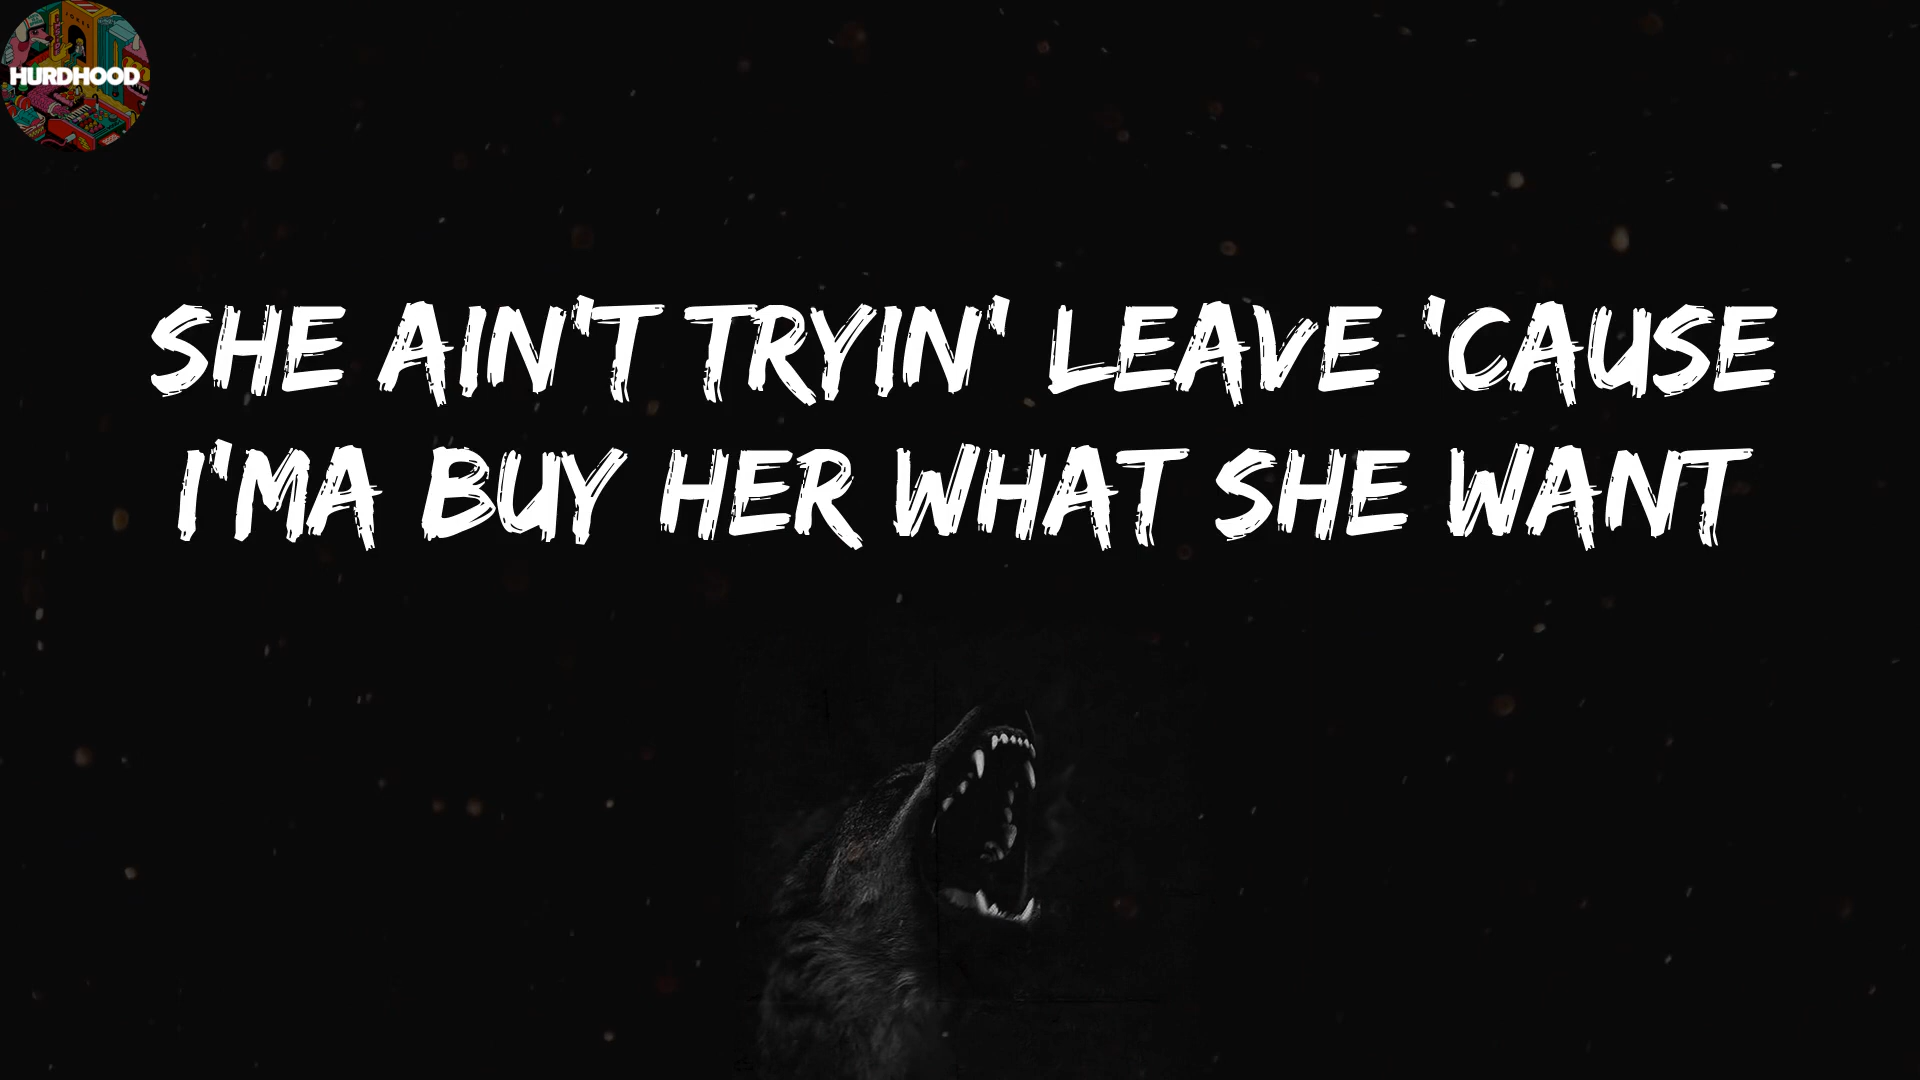 HURDHOOD
SHE AIN'T TRYIN' LEAVE 'CAUSE
I'MA BUY HER WHAT SHE WANT